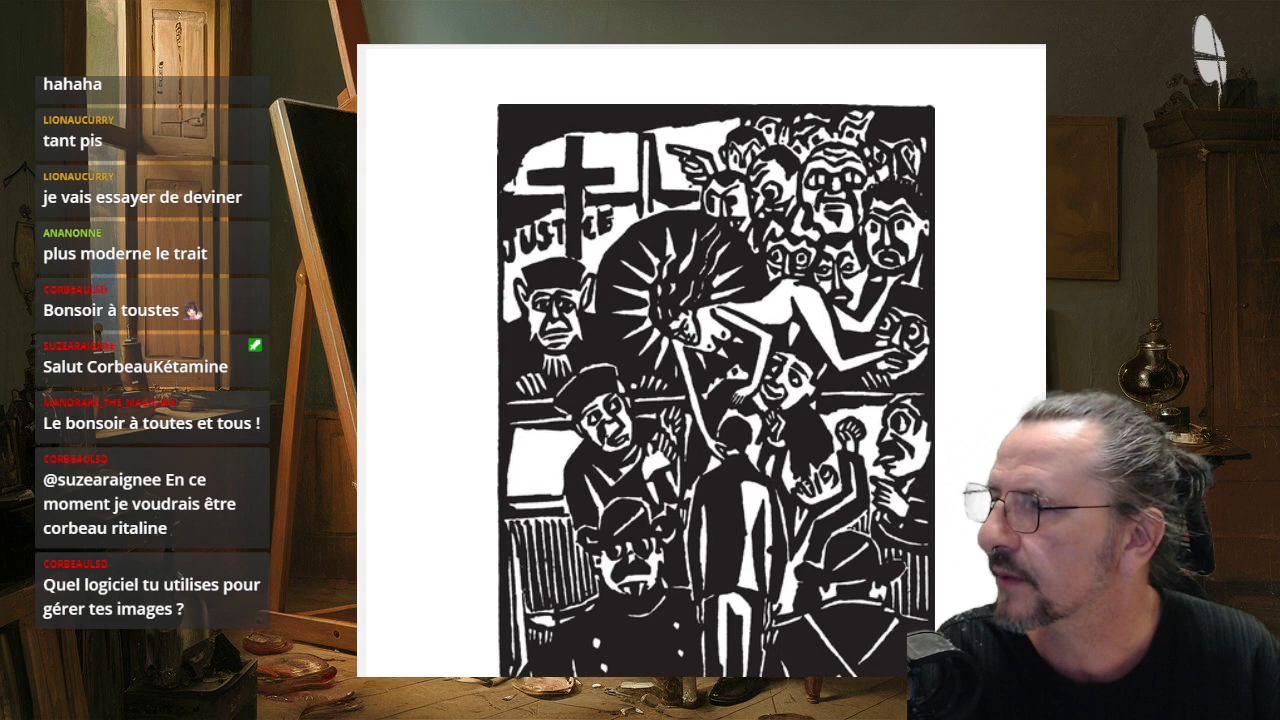 hahaha
LIONAUCURRY
tant pis
LIONAUCURRY
je vais essayer de deviner
ANANONNE
plus moderne le trait
CORBEAULSD
Bonsoir à toustes
SUZEARAIGNEE
Salut CorbeauKétamine
MANDRAKE_THE_MAGICIAN
Le bonsoir à toutes et tous !
CORBEAULSD
@suzearaignee En ce
moment je voudrais être
corbeau ritaline
CORBEAULSD
Quel logiciel tu utilises pour
gérer tes images ?
JUSTICE